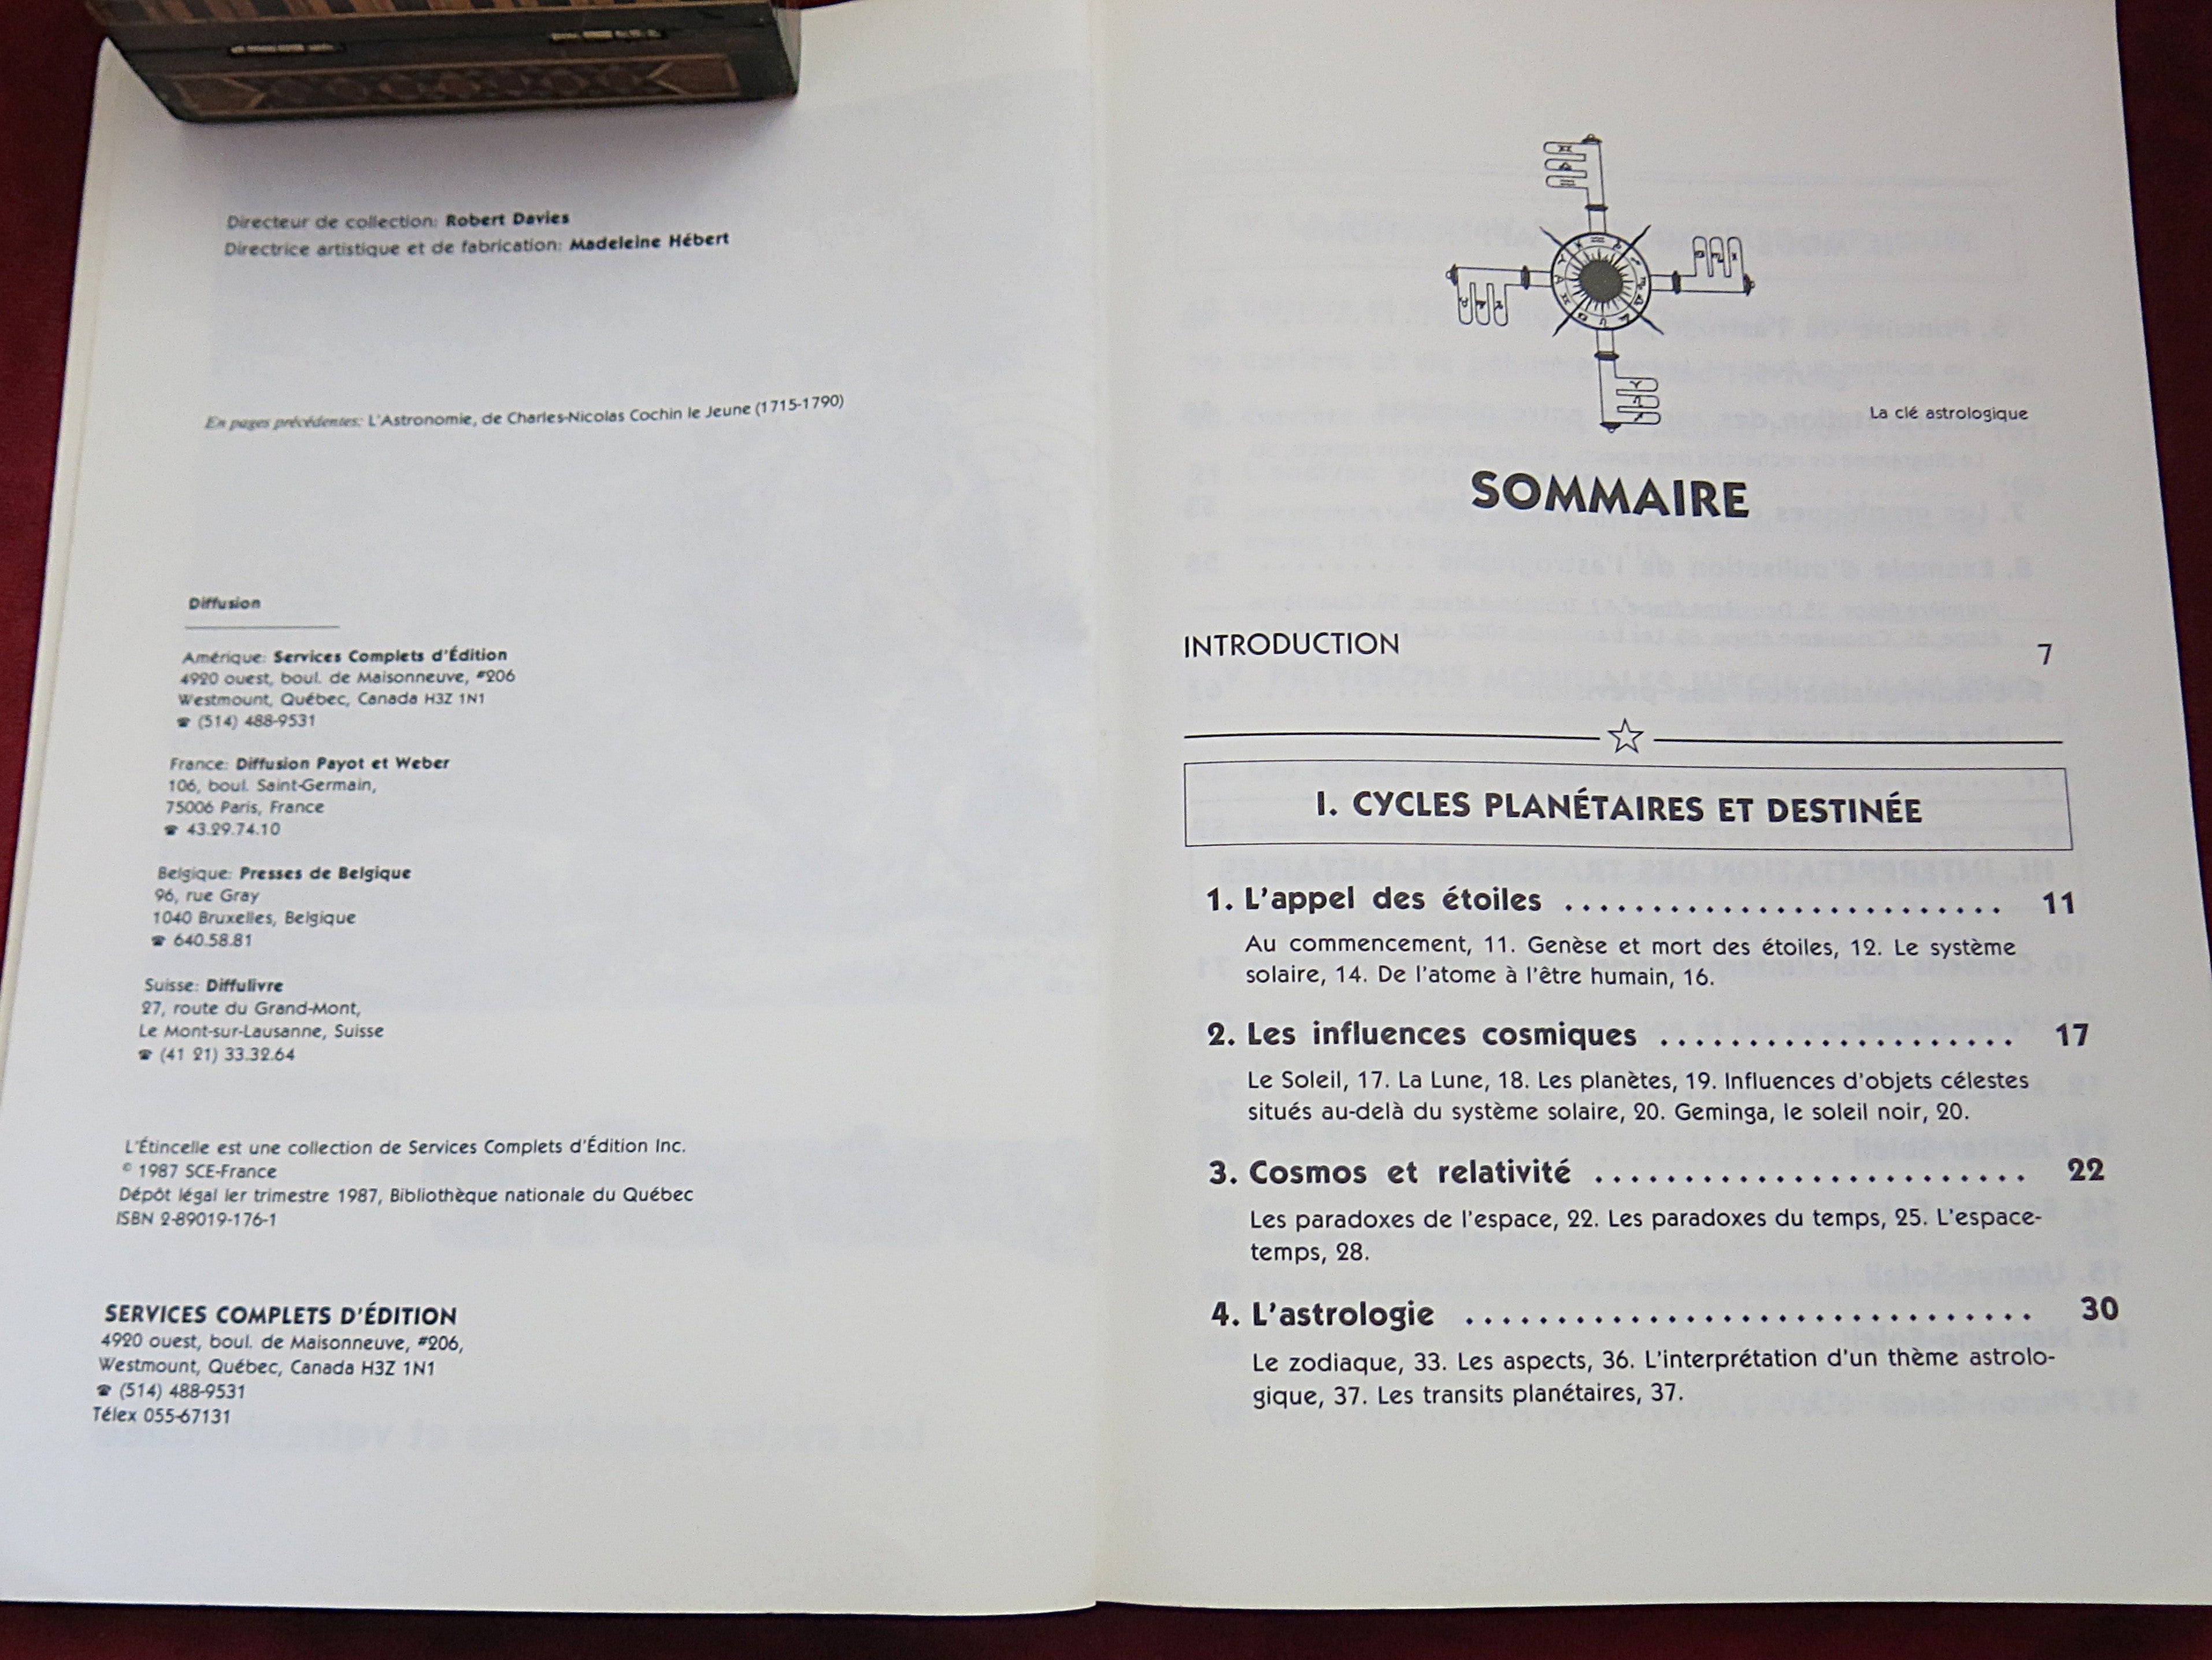 Directeur de collection: Robert Davies
Directrice artistique et de fabrication: Madeleine Hébert
En pages précédentes: L'Astronomie, de Charles-Nicolas Cochin le Jeune (1715-1790)
Diffusion
Amérique: Services Complets d'Édition
4920 ouest, boul. de Maisonneuve, #206
Westmount, Québec, Canada H3Z 1N1
☎ (514) 488-9531
France: Diffusion Payot et Weber
106, boul. Saint-Germain,
75006 Paris, France
☎ 43.29.74.10
Belgique: Presses de Belgique
96, rue Gray
1040 Bruxelles, Belgique
☎ 640.58.81
Suisse: Diffulivre
27, route du Grand-Mont,
Le Mont-sur-Lausanne, Suisse
☎ (41 21) 33.32.64
L'Étincelle est une collection de Services Complets d'Édition Inc.
© 1987 SCE-France
Dépôt légal 1er trimestre 1987, Bibliothèque nationale du Québec
ISBN 2-89019-176-1
SERVICES COMPLETS D'ÉDITION
4920 ouest, boul. de Maisonneuve, #206,
Westmount, Québec, Canada H3Z 1N1
☎ (514) 488-9531
Télex 055-67131
La clé astrologique
SOMMAIRE
INTRODUCTION 7
I. CYCLES PLANÉTAIRES ET DESTINÉE
1. L'appel des étoiles ......................... 11
Au commencement, 11. Genèse et mort des étoiles, 12. Le système
solaire, 14. De l'atome à l'être humain, 16.
2. Les influences cosmiques .................... 17
Le Soleil, 17. La Lune, 18. Les planètes, 19. Influences d'objets célestes
situés au-delà du système solaire, 20. Geminga, le soleil noir, 20.
3. Cosmos et relativité ........................ 22
Les paradoxes de l'espace, 22. Les paradoxes du temps, 25. L'espace-
temps, 28.
4. L'astrologie ................................ 30
Le zodiaque, 33. Les aspects, 36. L'interprétation d'un thème astrolo-
gique, 37. Les transits planétaires, 37.